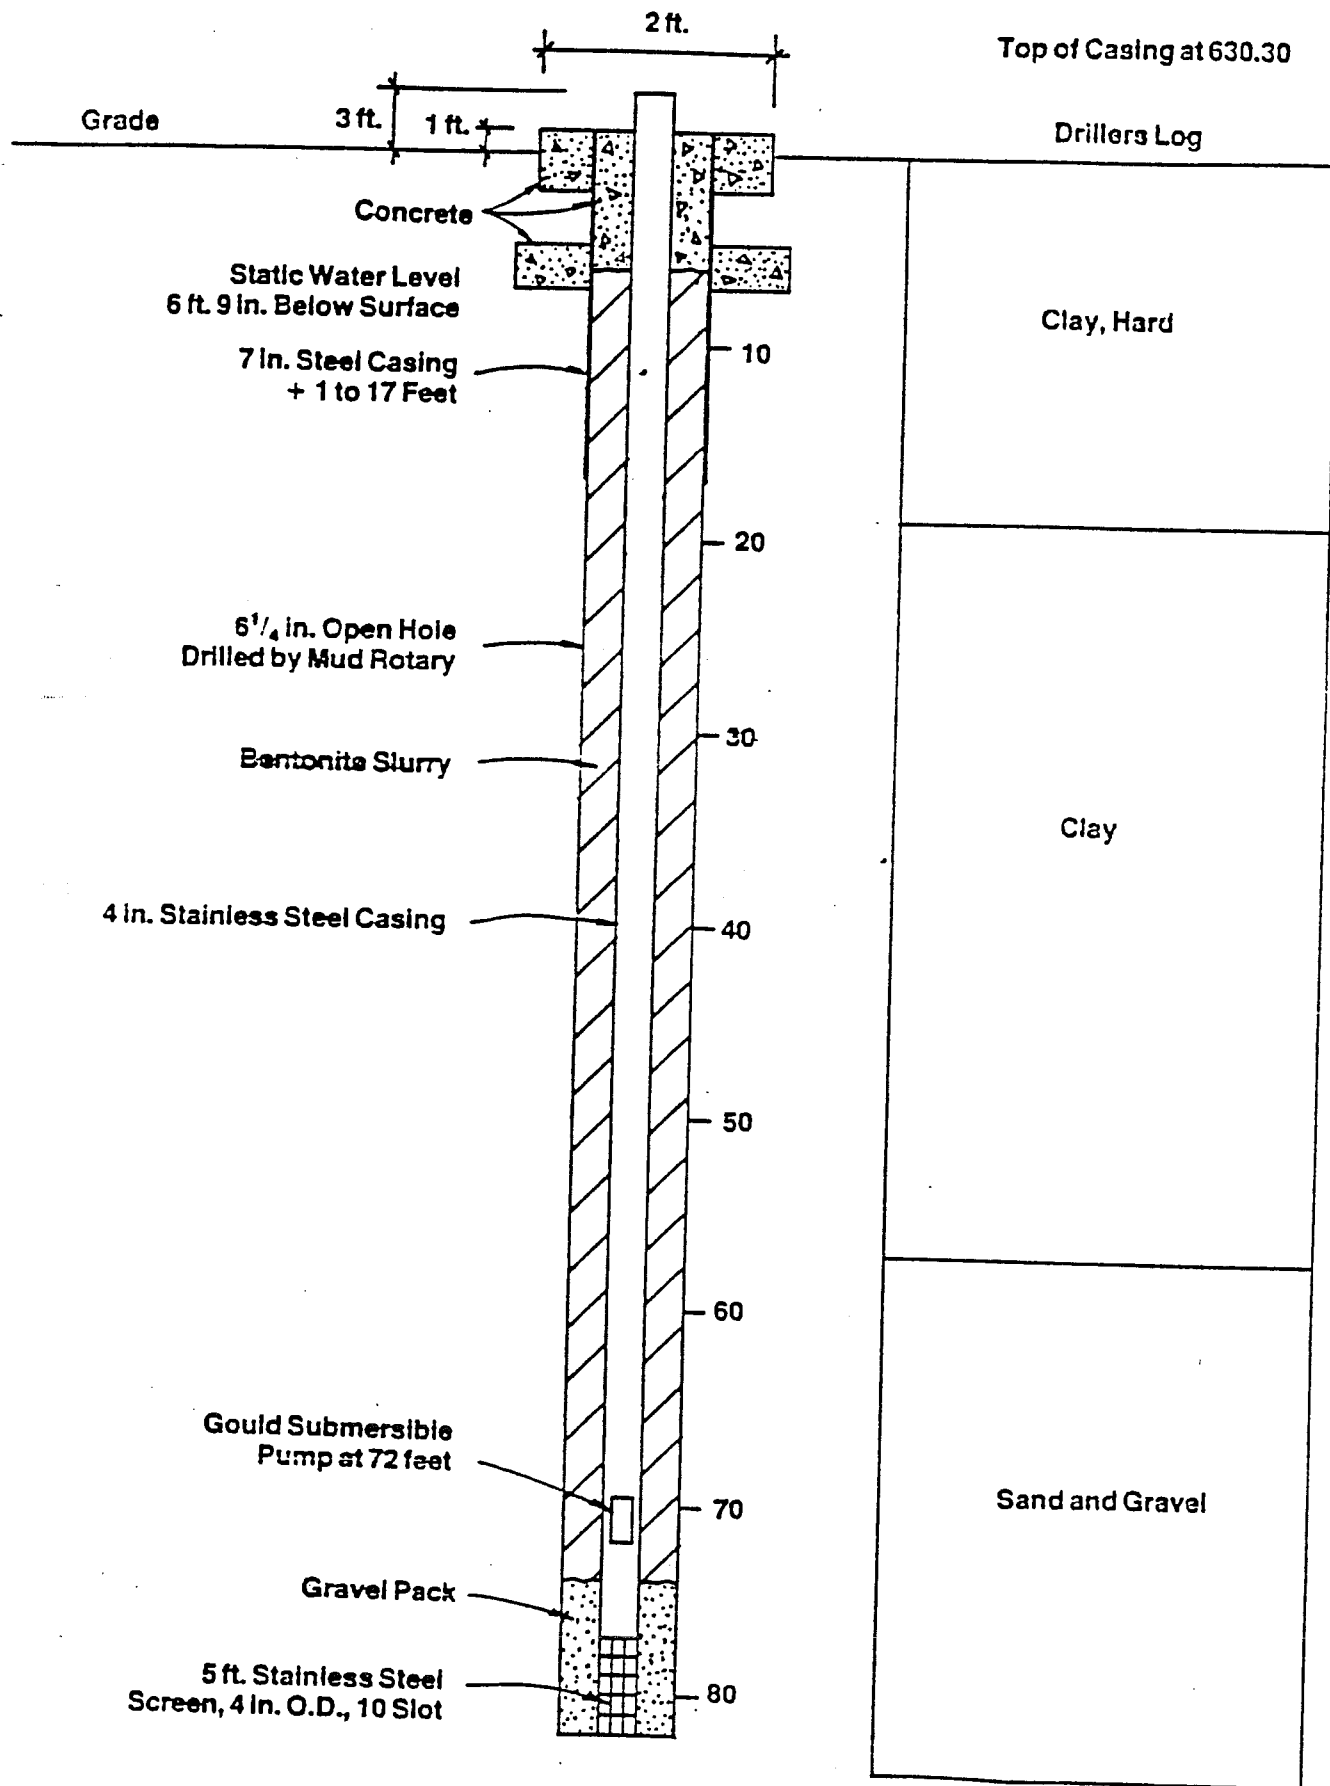 2 ft.
Top of Casing at 630.30
Grade
3 ft.
1 ft.
Drillers Log
Concrete
Static Water Level
6 ft. 9 in. Below Surface
Clay, Hard
10
7 in. Steel Casing
+ 1 to 17 Feet
20
6 1/4 in. Open Hole
Drilled by Mud Rotary
30
Bentonite Slurry
Clay
4 in. Stainless Steel Casing
40
50
60
Gould Submersible
Pump at 72 feet
70
Sand and Gravel
Gravel Pack
5 ft. Stainless Steel
Screen, 4 in. O.D., 10 Slot
80